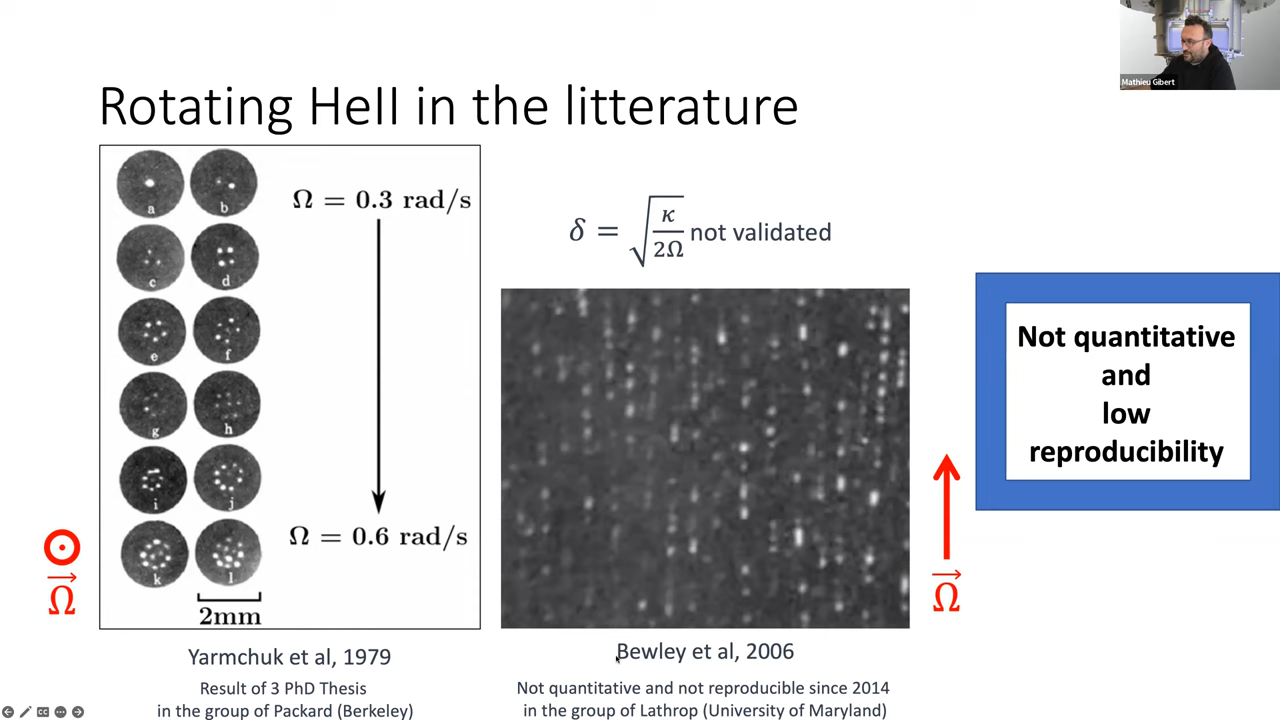 Mathieu Gibert
Rotating HeII in the litterature
a
b
c
d
e
f
g
h
i
j
k
l
Ω = 0.3 rad/s
Ω = 0.6 rad/s
2mm
Ω
Yarmchuk et al, 1979
Result of 3 PhD Thesis
in the group of Packard (Berkeley)
δ = √(κ/2Ω) not validated
Bewley et al, 2006
Not quantitative and not reproducible since 2014
in the group of Lathrop (University of Maryland)
Ω
Not quantitative
and
low
reproducibility